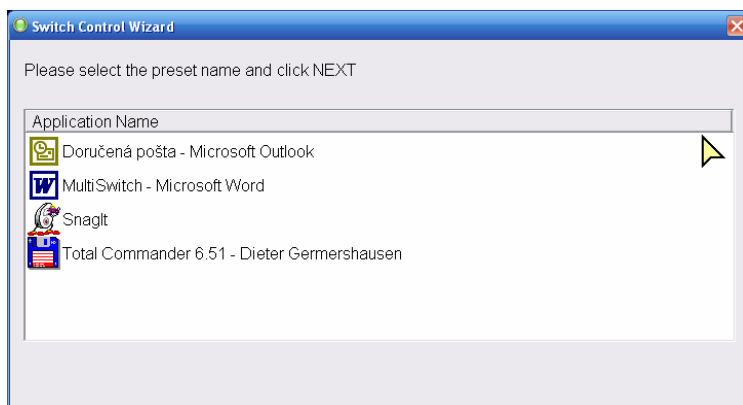 Switch Control Wizard
Please select the preset name and click NEXT
Application Name
Doručená pošta - Microsoft Outlook
MultiSwitch - Microsoft Word
SnagIt
Total Commander 6.51 - Dieter Germershausen